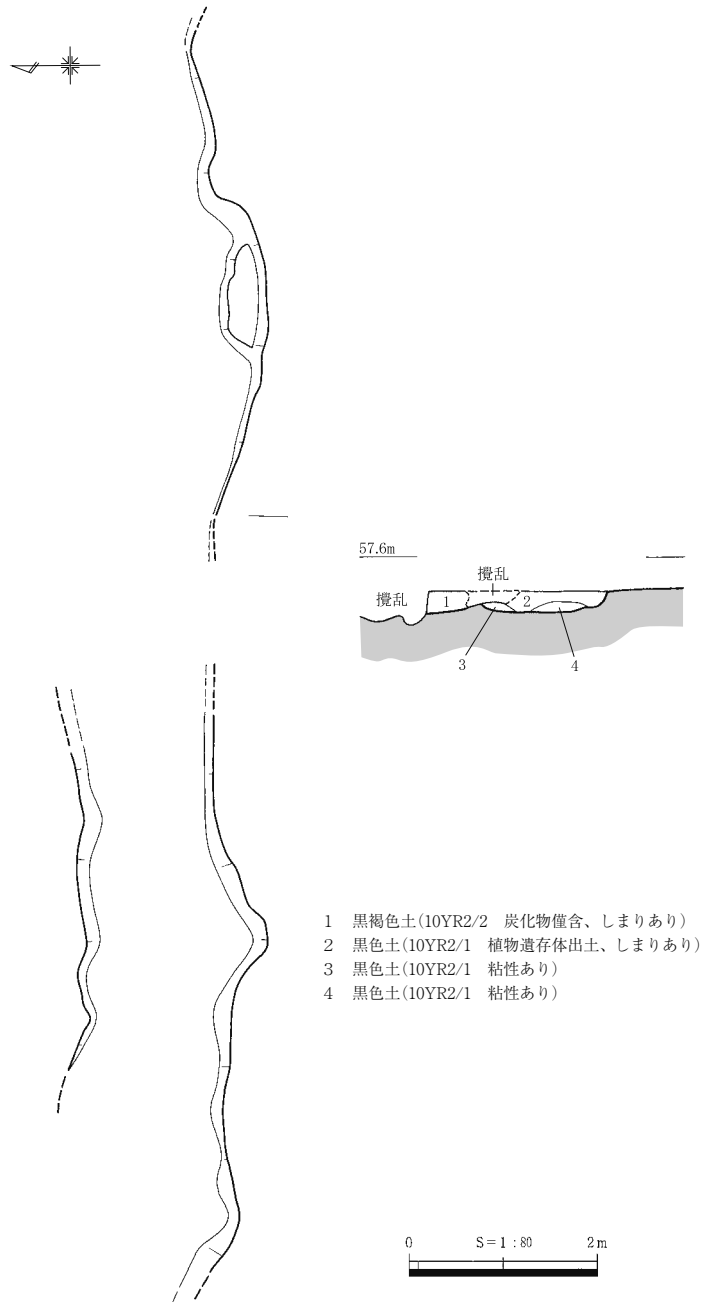 57.6m
攪乱
攪乱
1
2
3
4
1 黒褐色土(10YR2/2 炭化物僅含、しまりあり)
2 黒色土(10YR2/1 植物遺存体出土、しまりあり)
3 黒色土(10YR2/1 粘性あり)
4 黒色土(10YR2/1 粘性あり)
0 S=1:80 2m